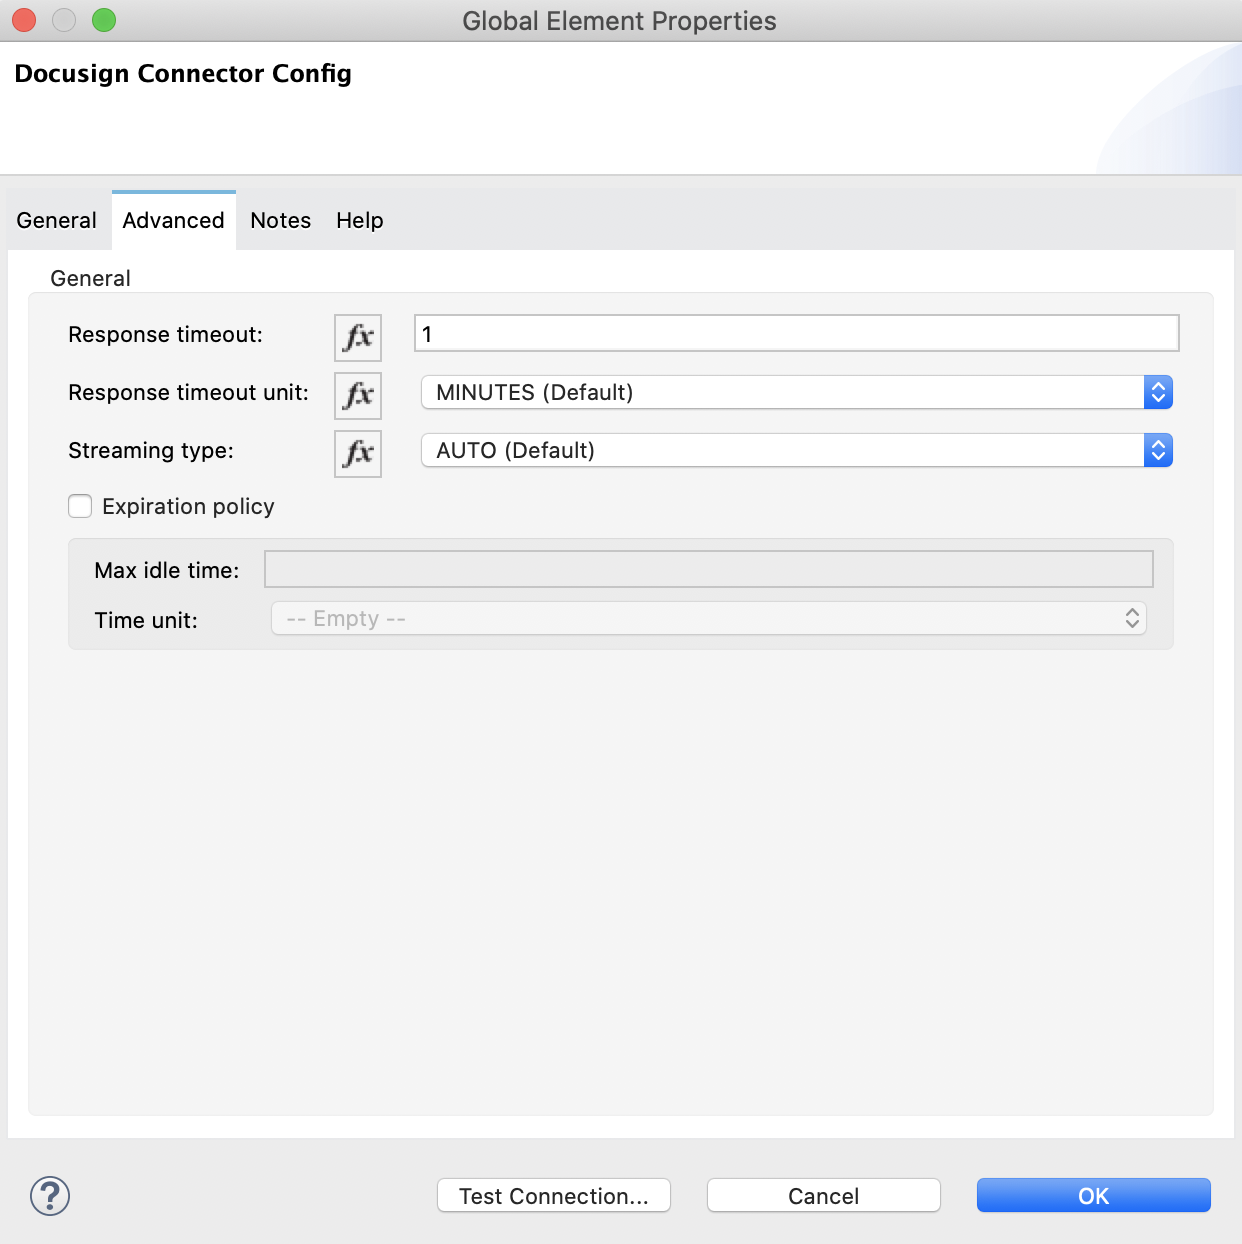 Global Element Properties
Docusign Connector Config
General Advanced Notes Help
General
Response timeout: fx 1
Response timeout unit: fx MINUTES (Default)
Streaming type: fx AUTO (Default)
Expiration policy
Max idle time:
Time unit: -- Empty --
? Test Connection... Cancel OK